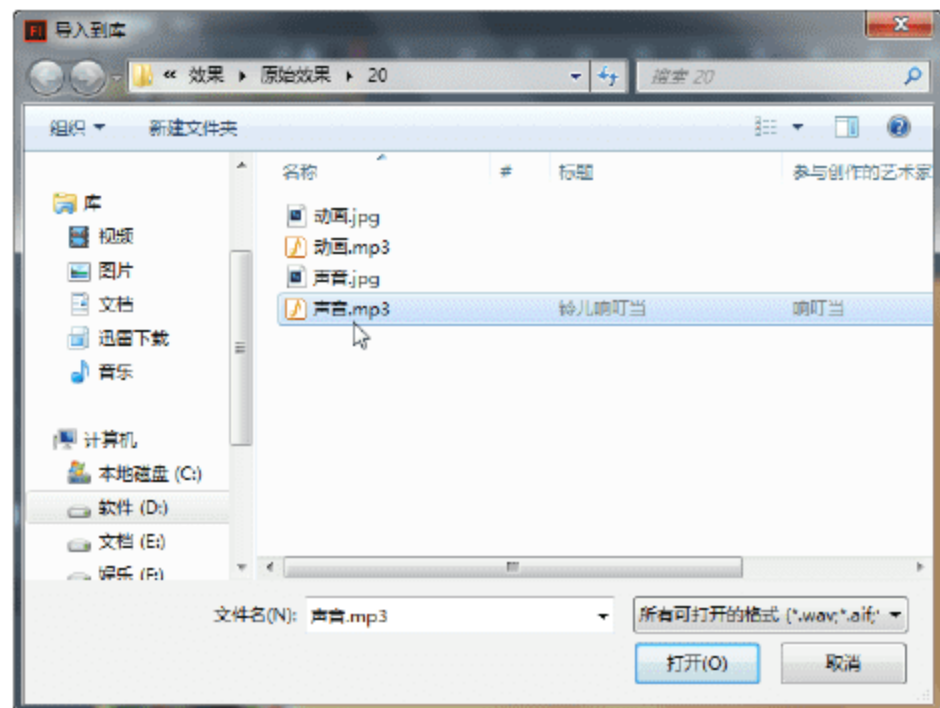 Fl 导入到库
« 效果 ▸ 原始效果 ▸ 20 搜索 20
组织 新建文件夹
名称 # 标题 参与创作的艺术家
库
视频
图片
文档
迅雷下载
音乐
计算机
本地磁盘 (C:)
软件 (D:)
文档 (E:)
娱乐 (F:)
动画.jpg
动画.mp3
声音.jpg
声音.mp3 铃儿响叮当 响叮当
文件名(N): 声音.mp3 所有可打开的格式 (*.wav;*.aif;*
打开(O) 取消